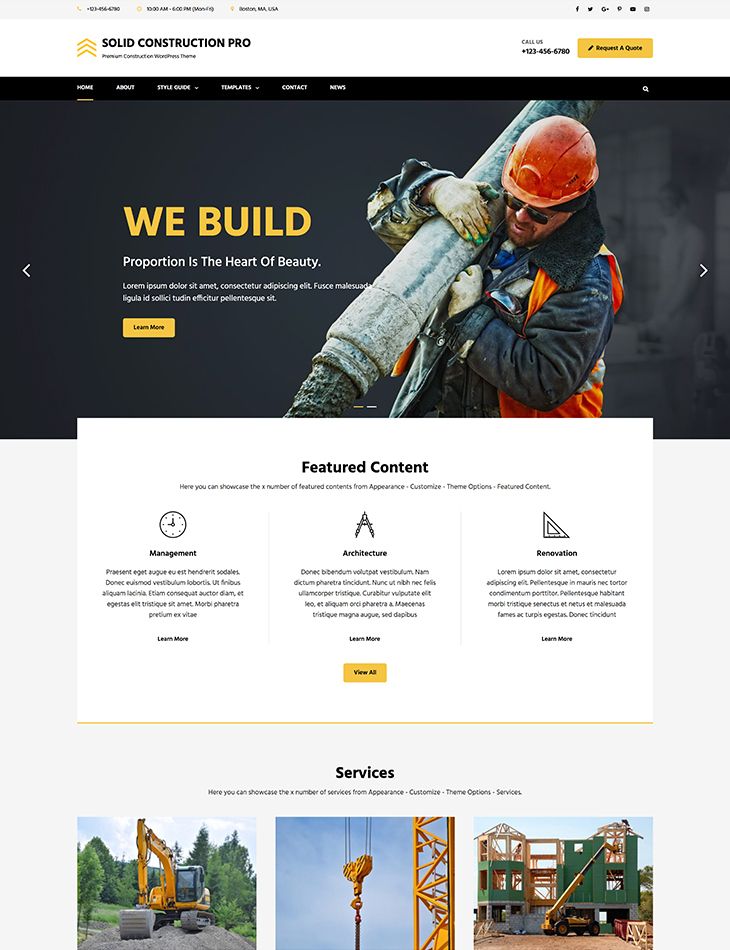 +123-456-6780 10:00 AM - 6:00 PM (Mon-Fri) Boston, MA, USA
SOLID CONSTRUCTION PRO
Premium Construction WordPress Theme
CALL US
+123-456-6780
Request A Quote
HOME ABOUT STYLE GUIDE TEMPLATES CONTACT NEWS
WE BUILD
Proportion Is The Heart Of Beauty.
Lorem ipsum dolor sit amet, consectetur adipiscing elit. Fusce malesuada
ligula id sollici tudin efficitur pellentesque sit.
Learn More
Featured Content
Here you can showcase the x number of featured contents from Appearance - Customize - Theme Options - Featured Content.
Management
Praesent eget augue eu est hendrerit sodales.
Donec euismod vestibulum lobortis. Ut finibus
aliquam lacinia. Etiam consequat auctor diam, et
egestas elit tristique sit amet. Morbi pharetra
pretium ex vitae
Learn More
Architecture
Donec bibendum volutpat vestibulum. Nam
dictum pharetra tincidunt. Nunc ut nibh nec felis
ullamcorper tristique. Curabitur vulputate elit
leo, et aliquam orci pharetra a. Maecenas
tristique magna augue, sed dapibus
Learn More
Renovation
Lorem ipsum dolor sit amet, consectetur
adipiscing elit. Pellentesque in mauris nec tortor
condimentum porttitor. Pellentesque habitant
morbi tristique senectus et netus et malesuada
fames ac turpis egestas. Donec tincidunt
Learn More
View All
Services
Here you can showcase the x number of services from Appearance - Customize - Theme Options - Services.